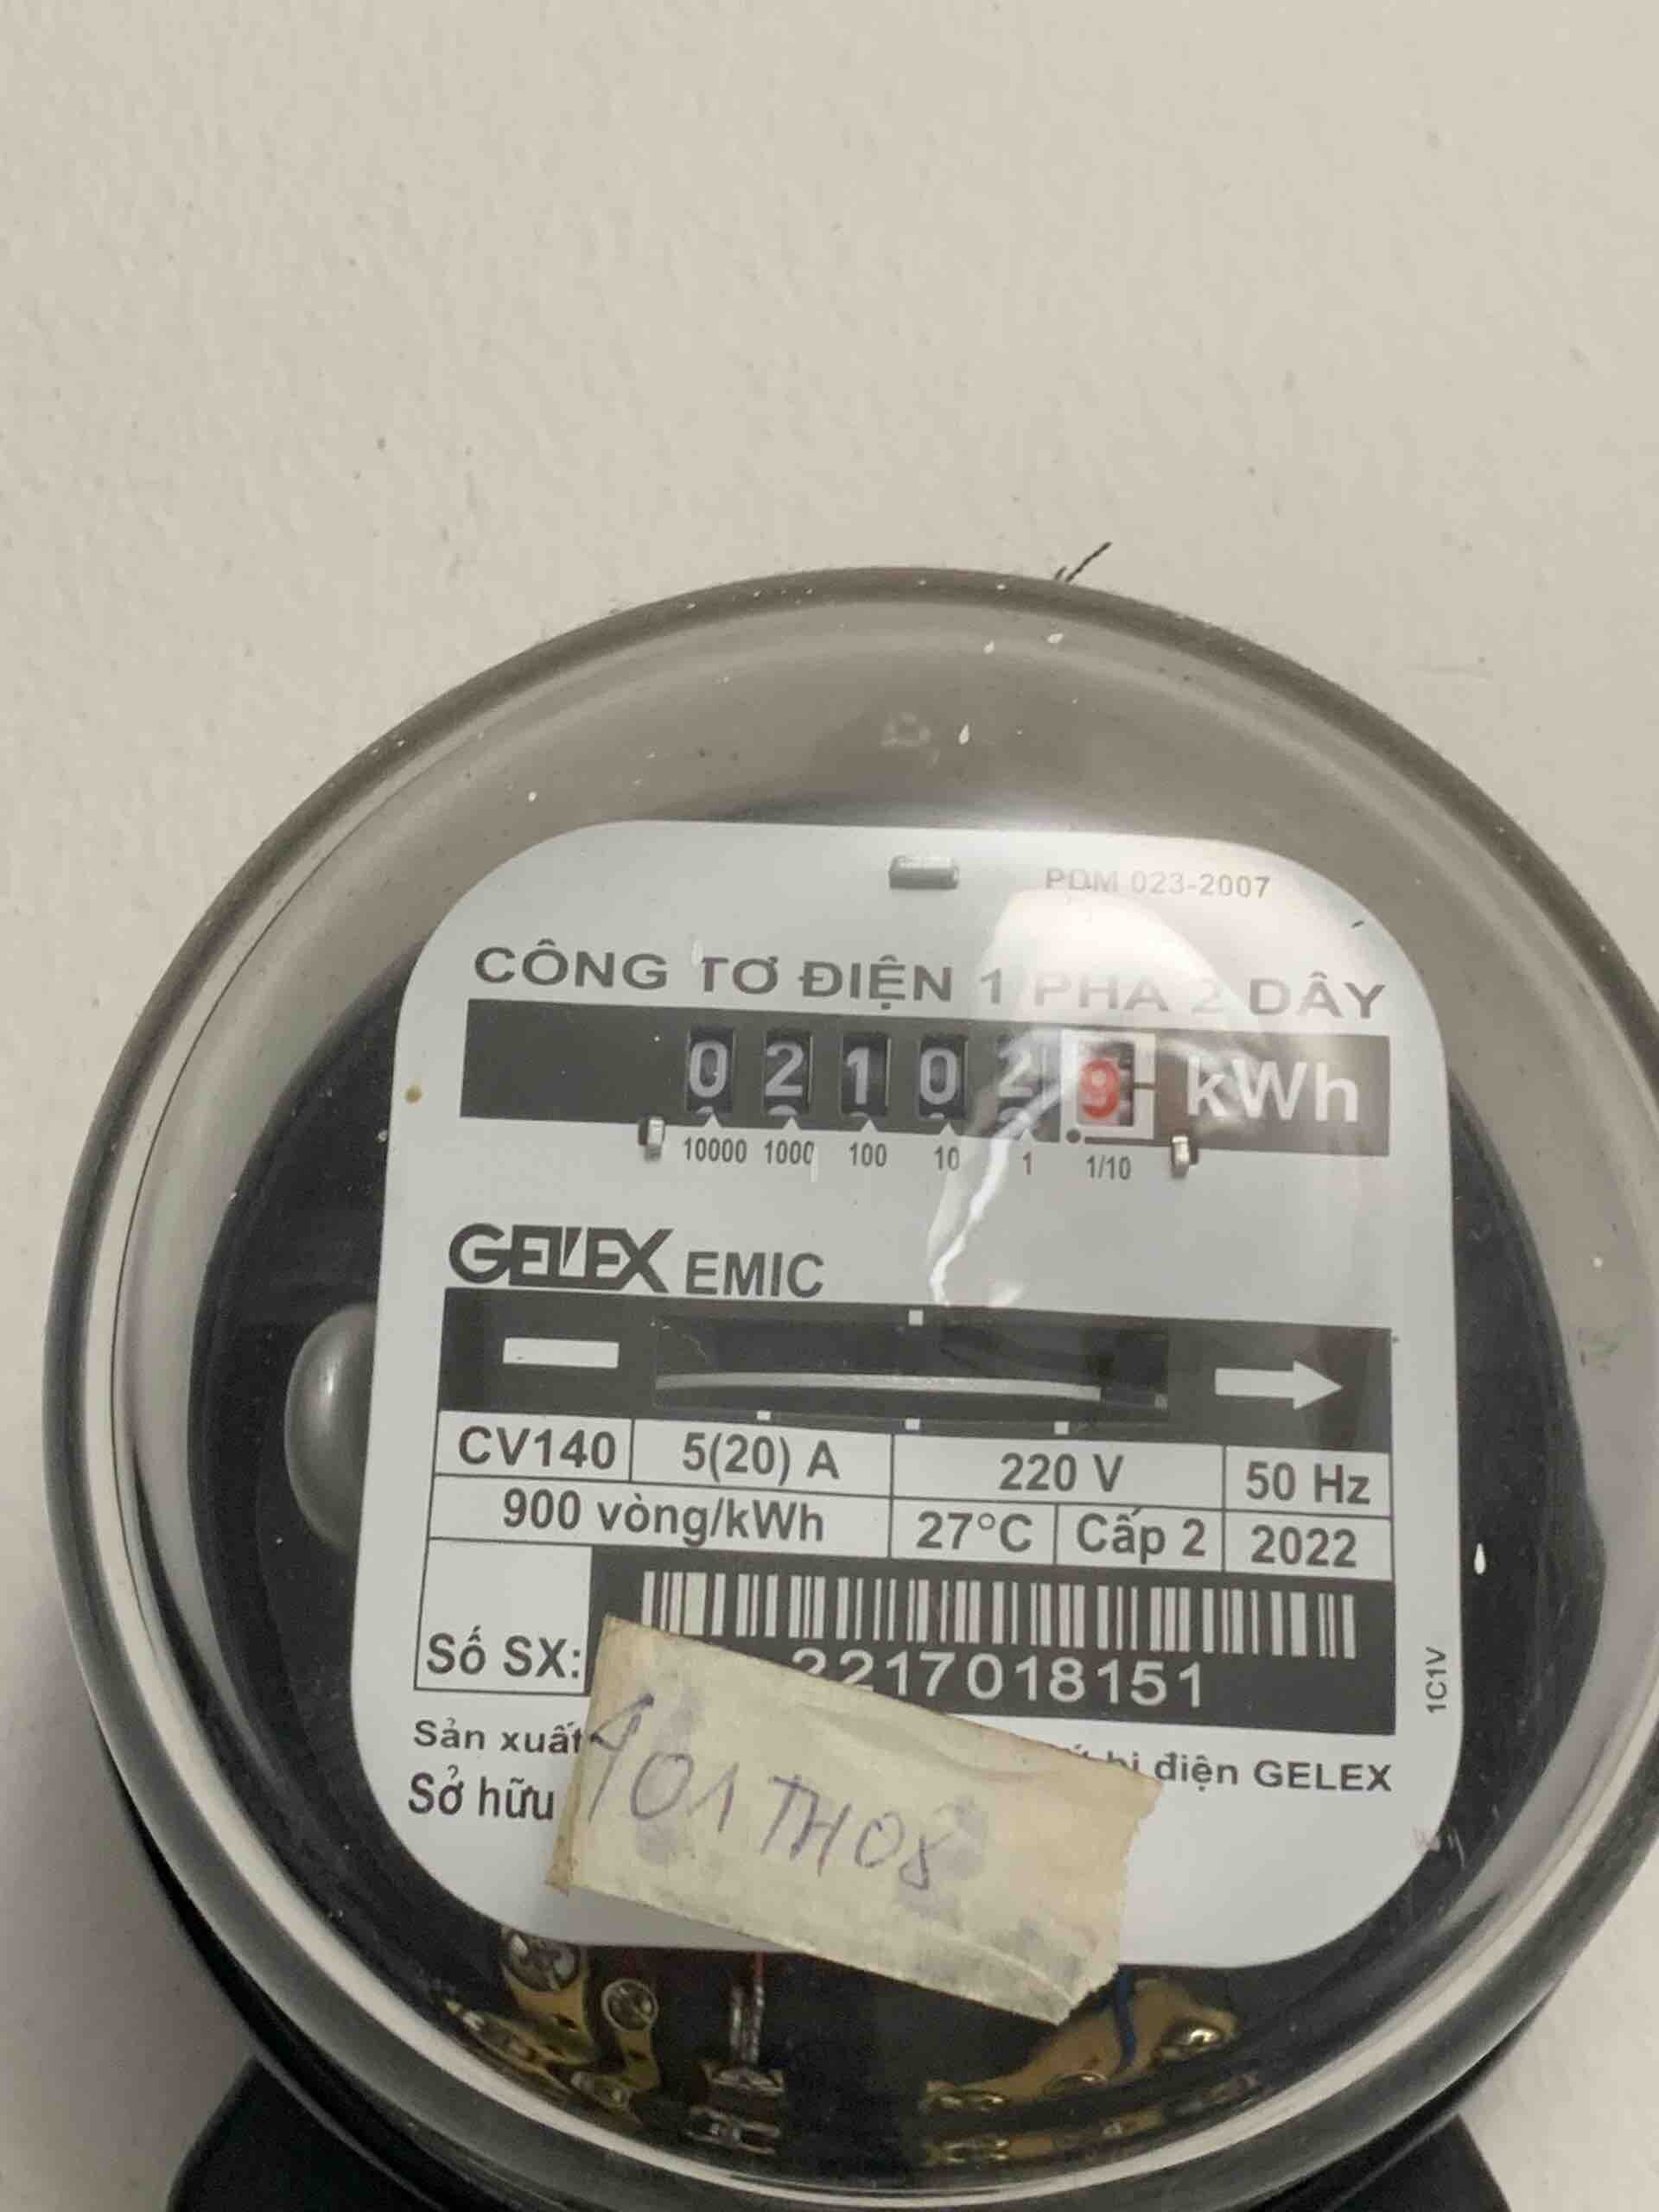 PDM 023-2007
CÔNG TƠ ĐIỆN 1 PHA 2 DÂY
0 2 1 0 2 9 kWh
10000 1000 100 10 1 1/10
GELEX EMIC
CV140 5(20) A 220 V 50 Hz
900 vòng/kWh 27°C Cấp 2 2022
Số SX: 2217018151
1C1V
Sản xuất bị điện GELEX
Sở hữu
401 TH08